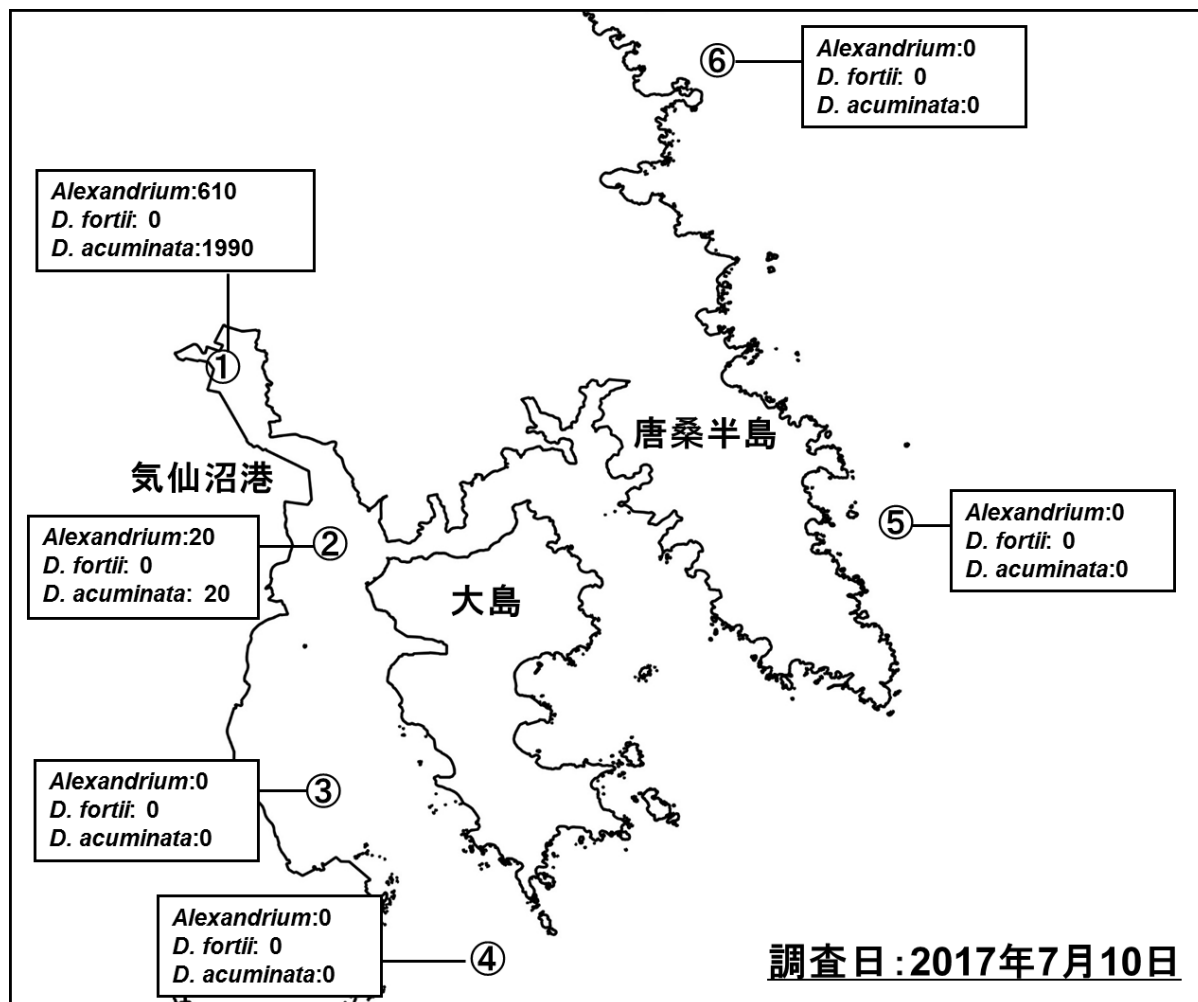 ⑥
Alexandrium:0
D. fortii: 0
D. acuminata:0
Alexandrium:610
D. fortii: 0
D. acuminata:1990
①
唐桑半島
気仙沼港
Alexandrium:20
D. fortii: 0
D. acuminata: 20
②
⑤
Alexandrium:0
D. fortii: 0
D. acuminata:0
大島
Alexandrium:0
D. fortii: 0
D. acuminata:0
③
Alexandrium:0
D. fortii: 0
D. acuminata:0
④
調査日:2017年7月10日